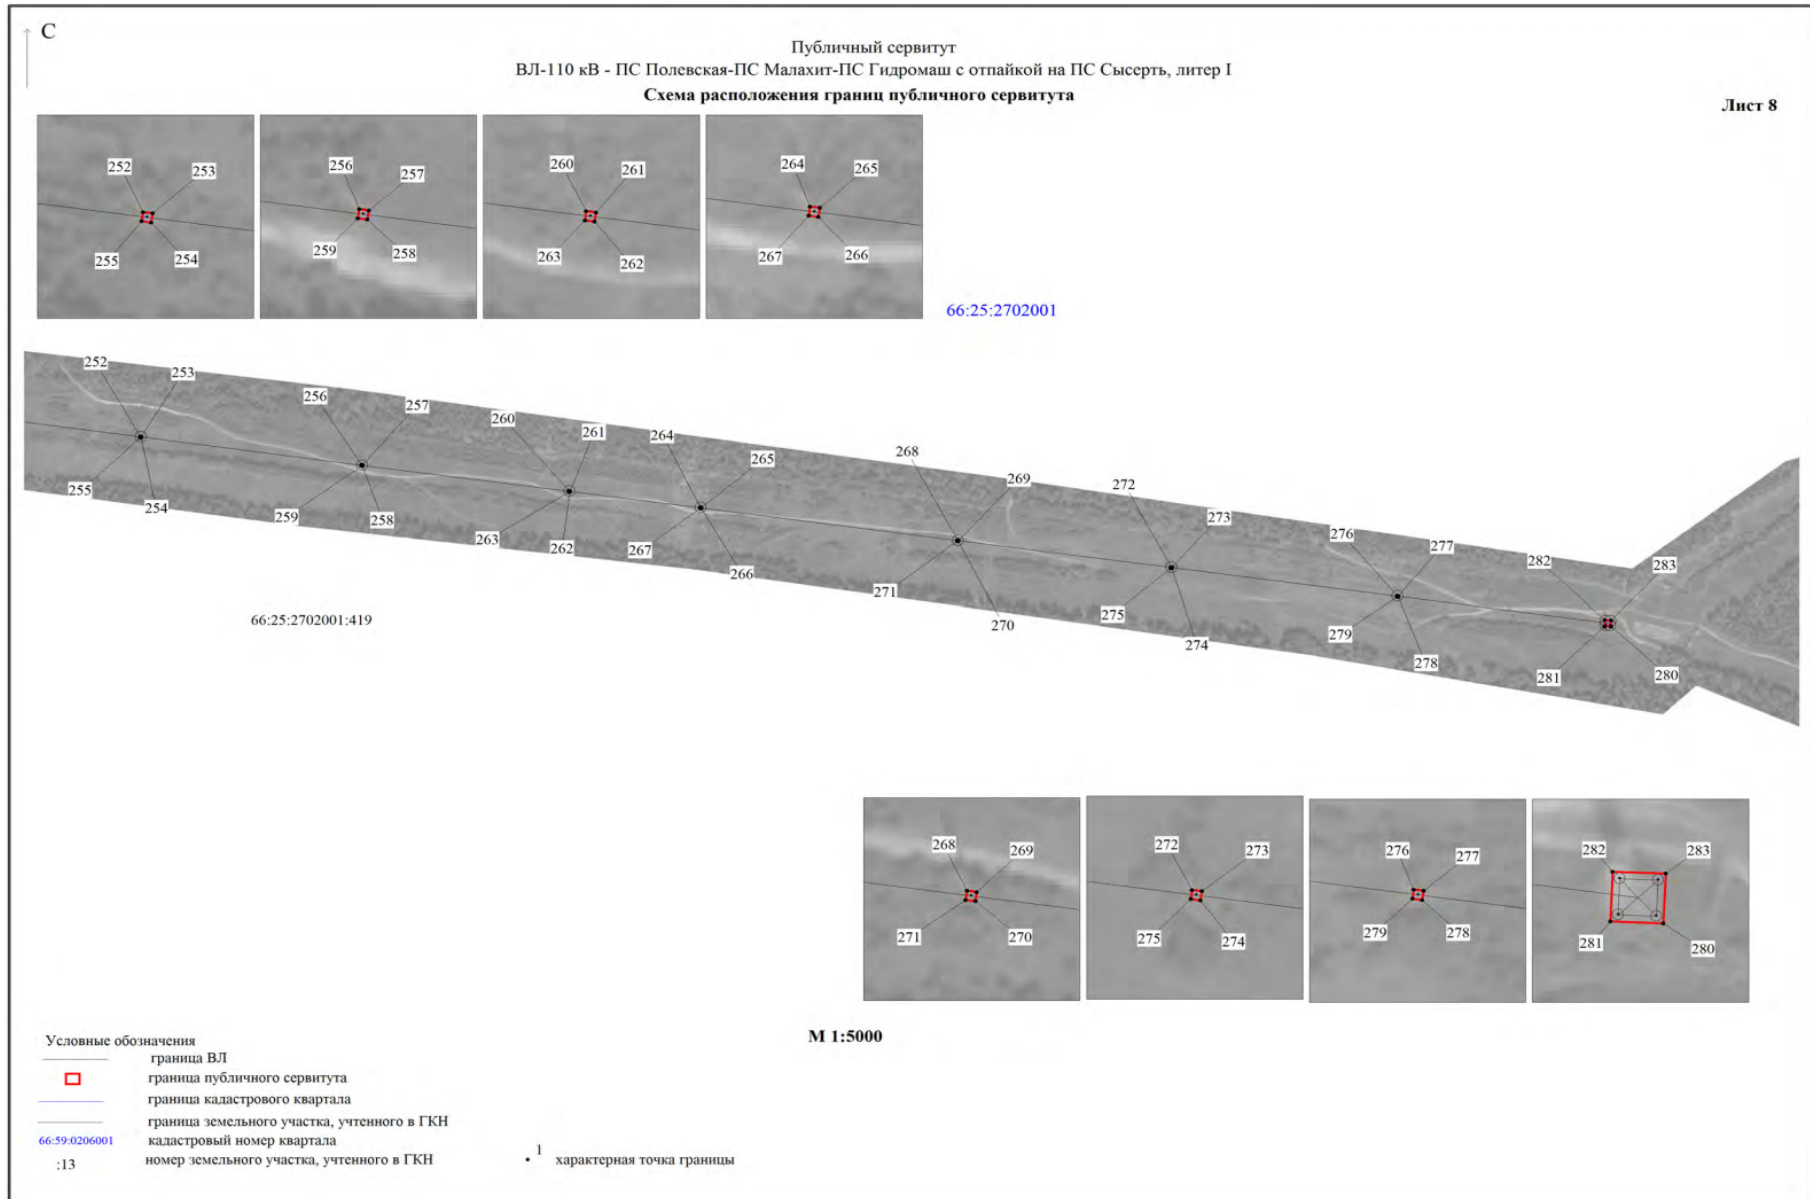 С
Публичный сервитут
ВЛ-110 кВ - ПС Полевская-ПС Малахит-ПС Гидромаш с отпайкой на ПС Сысерть, литер I
Схема расположения границ публичного сервитута
Лист 8
252 253
255 254
256 257
259 258
260 261
263 262
264 265
267 266
66:25:2702001
252 253
255 254
256 257
259 258
260 261
263 262
264 265
267 266
268 269
271 270
272 273
275 274
276 277
279 278
282 283
281 280
66:25:2702001:419
268 269
271 270
272 273
275 274
276 277
279 278
282 283
281 280
М 1:5000
Условные обозначения
граница ВЛ
граница публичного сервитута
граница кадастрового квартала
граница земельного участка, учтенного в ГКН
66:59:0206001 кадастровый номер квартала
:13 номер земельного участка, учтенного в ГКН
1 характерная точка границы